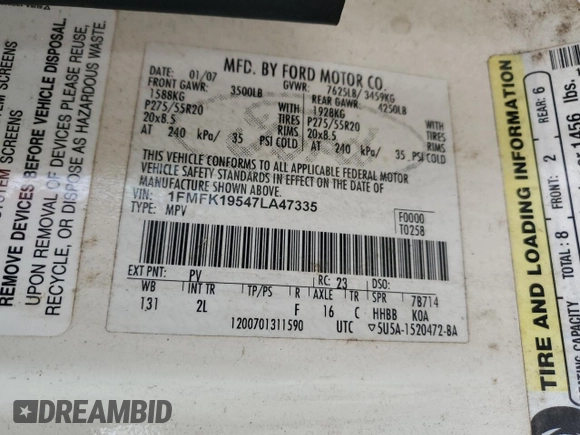 SYSTEM SCREENS
REMOVE DEVICES BEFORE VEHICLE DISPOSAL.
UPON REMOVAL OF DEVICES PLEASE REUSE,
RECYCLE, OR DISPOSE AS HAZARDOUS WASTE.
MFD. BY FORD MOTOR CO.
DATE: 01/07 GVWR: 7625LB/ 3459KG
FRONT GAWR: 3500LB REAR GAWR: 4250LB
1588KG WITH 1928KG WITH
P275/55R20 TIRES P275/55R20 TIRES
20x8.5 RIMS 20x8.5 RIMS
AT 240 kPa/ 35 PSI COLD AT 240 kPa/ 35 PSI COLD
THIS VEHICLE CONFORMS TO ALL APPLICABLE FEDERAL MOTOR
VEHICLE SAFETY STANDARDS IN EFFECT ON THE DATE OF
MANUFACTURE SHOWN ABOVE.
VIN: 1FMFK19547LA47335
TYPE: MPV
F0000
T0258
EXT PNT: PV RC: 23 DSO:
WB INT TR TP/PS R AXLE TR SPR 7B714
131 2L F 16 C HHBB KOA
1200701311590 UTC 5U5A-1520472-BA
TIRE AND LOADING INFORMATION
SEATING CAPACITY TOTAL: 8 FRONT: 2 REAR: 6
1456 lbs.
DREAMBID